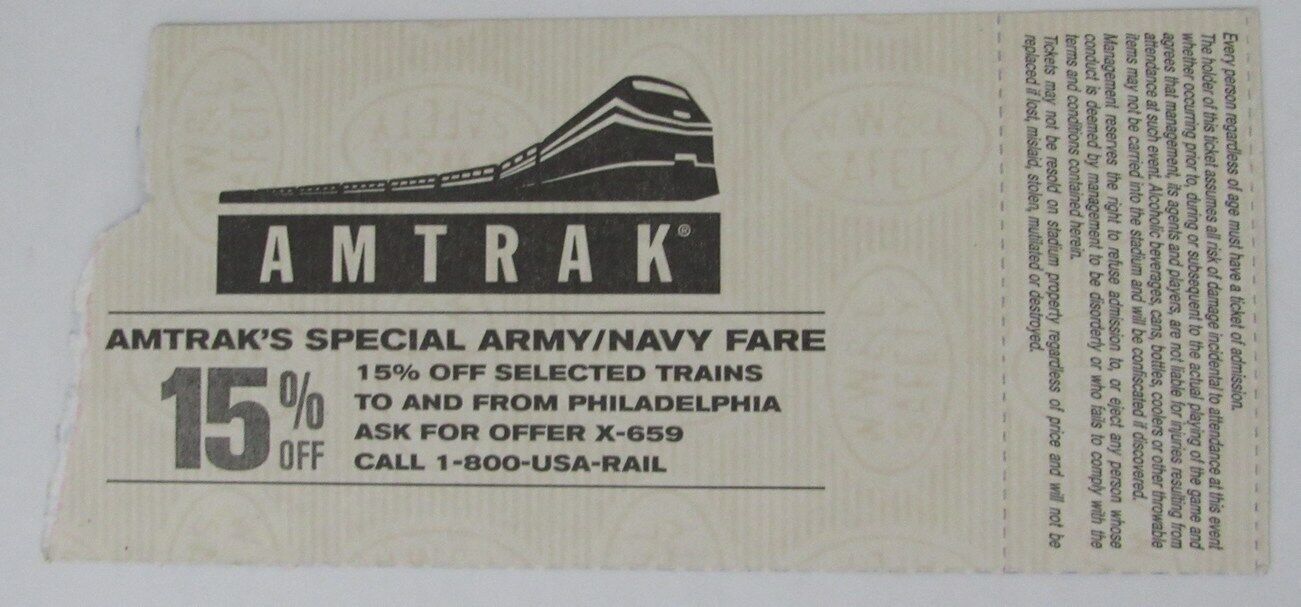 AMTRAK®
AMTRAK'S SPECIAL ARMY/NAVY FARE
15% OFF
15% OFF SELECTED TRAINS
TO AND FROM PHILADELPHIA
ASK FOR OFFER X-659
CALL 1-800-USA-RAIL
Every person regardless of age must have a ticket of admission.
The holder of this ticket assumes all risk of damage incidental to attendance at this event
whether occurring prior to, during or subsequent to the actual playing of the game and
agrees that management, its agents and players, are not liable for injuries resulting from
attendance at such event. Alcoholic beverages, cans, bottles, coolers or other throwable
items may not be carried into the stadium and will be confiscated if discovered.
Management reserves the right to refuse admission to, or eject any person whose
conduct is deemed by management to be disorderly or who fails to comply with the
terms and conditions contained herein.
Tickets may not be resold on stadium property regardless of price and will not be
replaced if lost, mislaid, stolen, mutilated or destroyed.